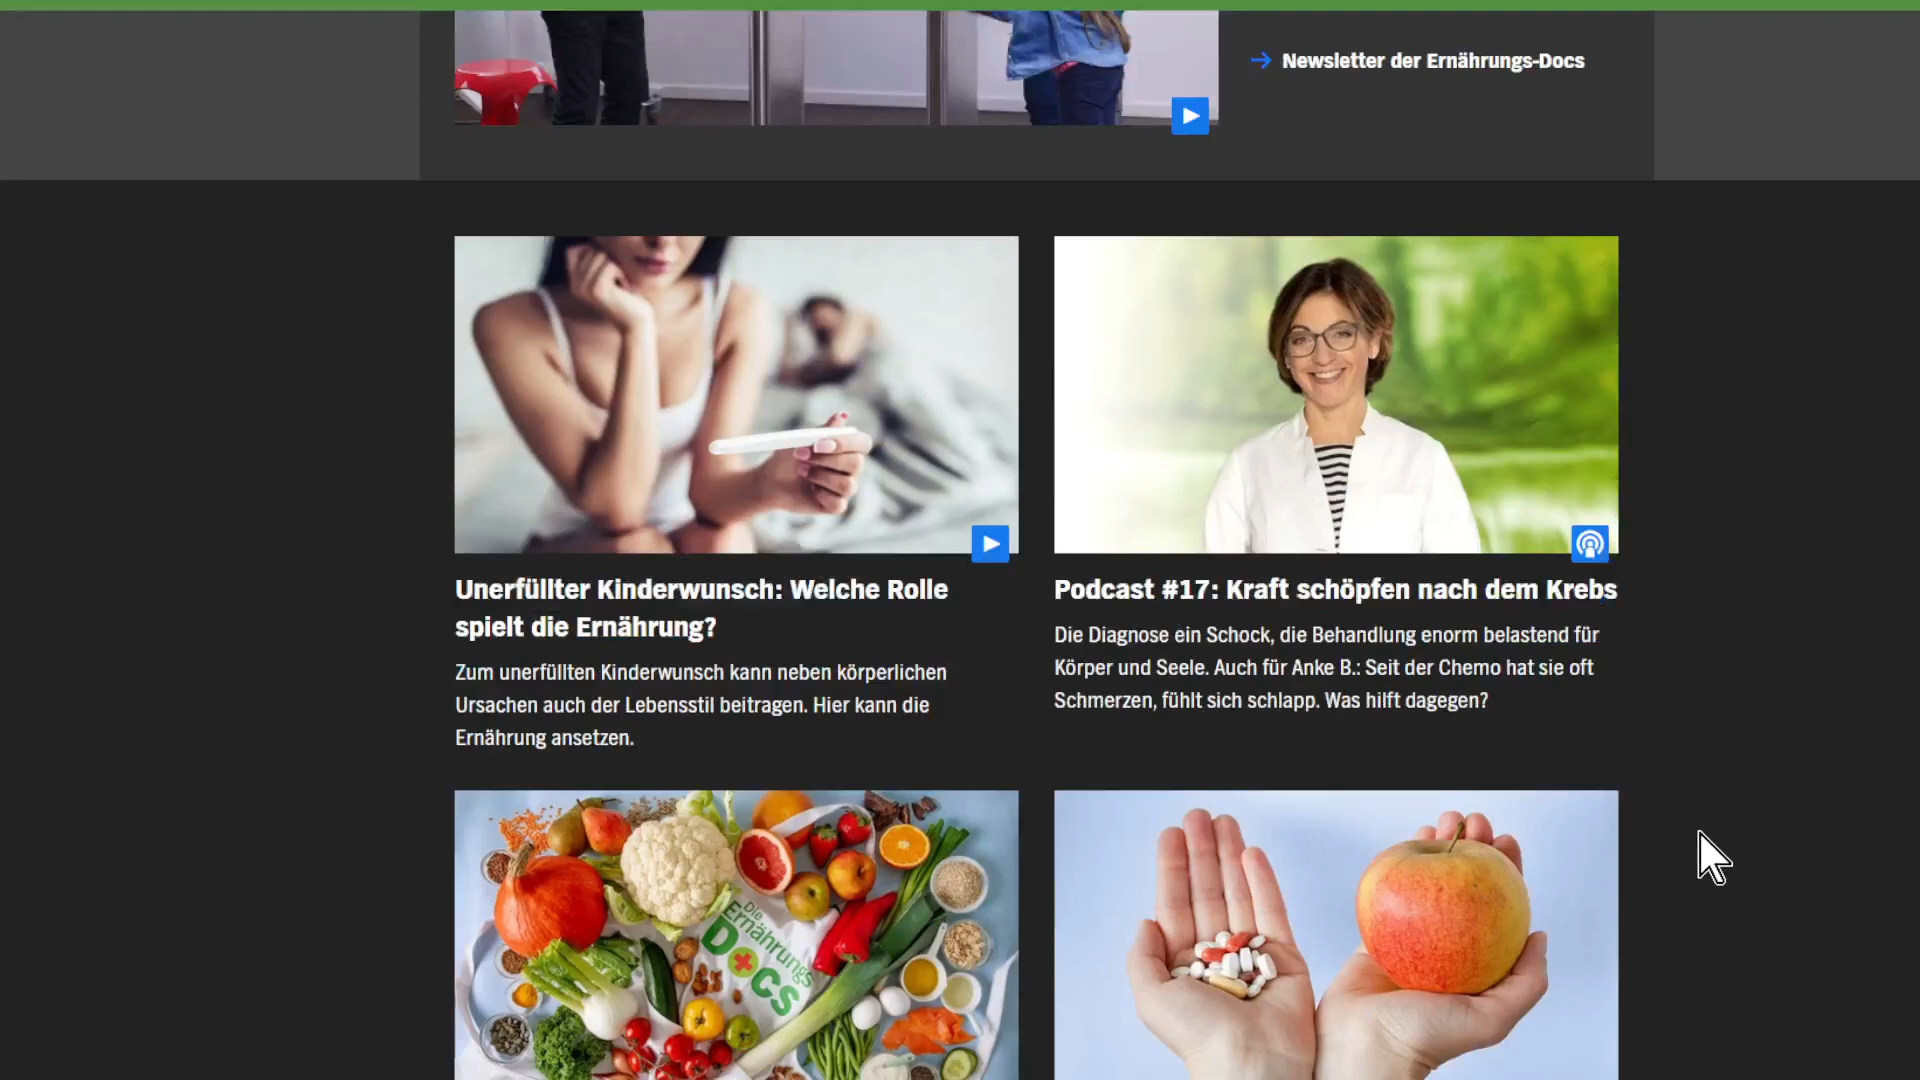 Newsletter der Ernährungs-Docs
Unerfüllter Kinderwunsch: Welche Rolle
spielt die Ernährung?
Zum unerfüllten Kinderwunsch kann neben körperlichen
Ursachen auch der Lebensstil beitragen. Hier kann die
Ernährung ansetzen.
Podcast #17: Kraft schöpfen nach dem Krebs
Die Diagnose ein Schock, die Behandlung enorm belastend für
Körper und Seele. Auch für Anke B.: Seit der Chemo hat sie oft
Schmerzen, fühlt sich schlapp. Was hilft dagegen?
Die
Ernährungs
DOCS